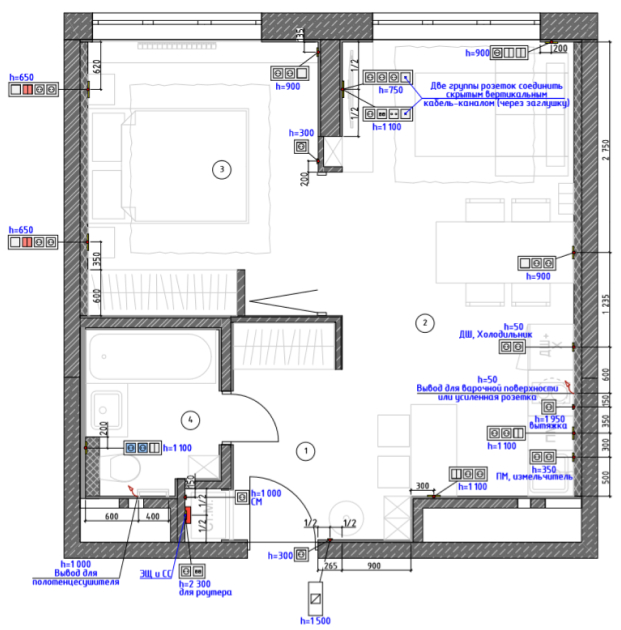 135
h=650
620
h=900
1/2
h=750
1/2
h=1 100
h=900
200
Две группы розеток соединить
скрытым вертикальным
кабель-каналом (через заглушку)
h=300
200
3
2 750
h=650
350
600
h=900
1 235
2
h=50
ДШ, Холодильник
ДШ+
Х
600
h=50
Вывод для варочной поверхности
или усиленная розетка
150
h=1 950
вытяжка
350
h=1 100
300
h=350
ПМ, измельчитель
ПМ
500
4
200
h=1 100
1
300
h=1 100
150
h=1 000
СМ
1/2
1/2
600
400
1/2
1/2
h=300
265
900
h=1 000
Вывод для
полотенцесушителя
ЭЩ и СС
h=2 300
для роутера
h=1 500